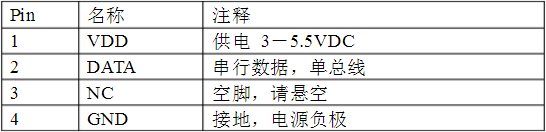 Pin 名称 注释
1 VDD 供电 3－5.5VDC
2 DATA 串行数据，单总线
3 NC 空脚，请悬空
4 GND 接地，电源负极